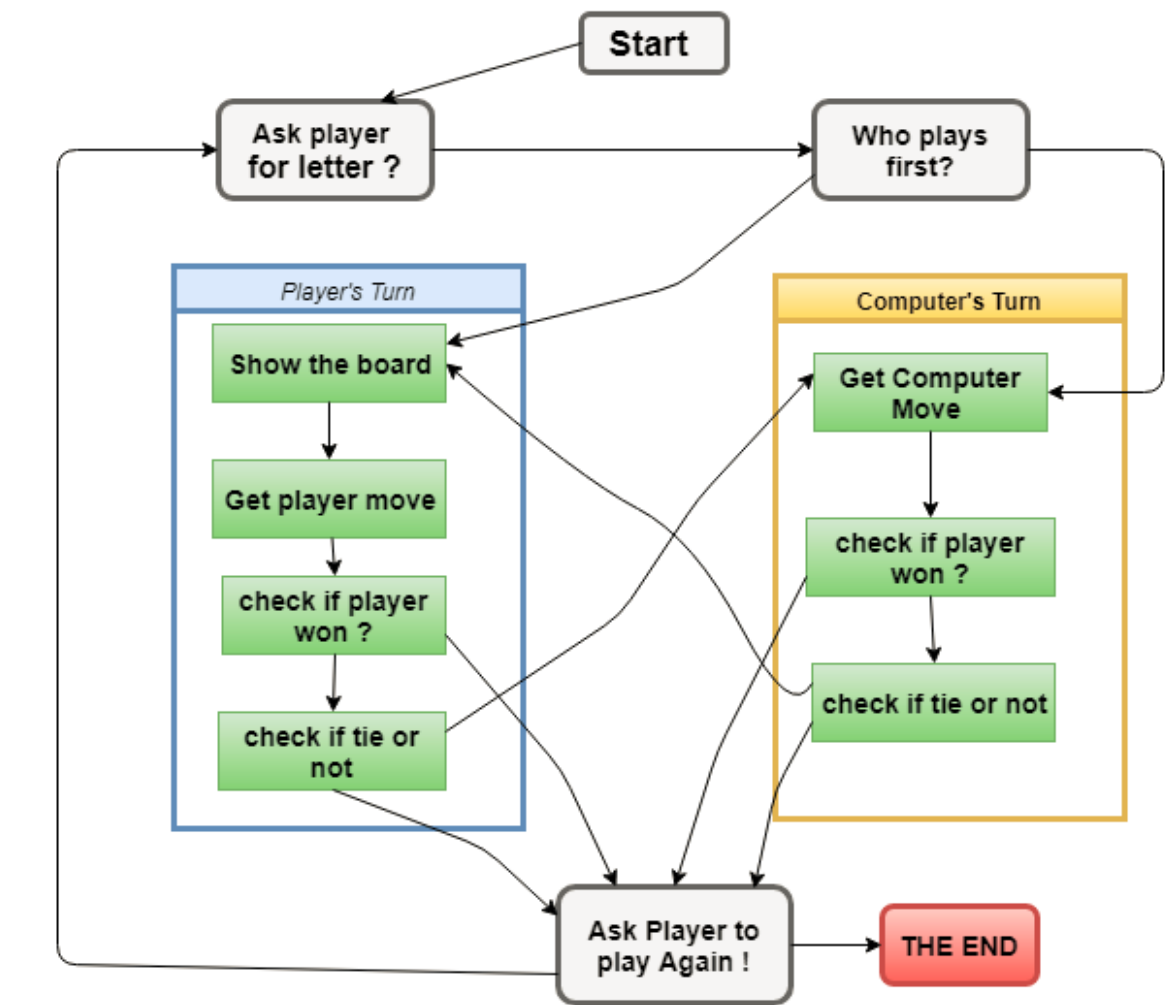 Start
Ask player
for letter ?
Who plays
first?
Player's Turn
Show the board
Get player move
check if player
won ?
check if tie or
not
Computer's Turn
Get Computer
Move
check if player
won ?
check if tie or not
Ask Player to
play Again !
THE END